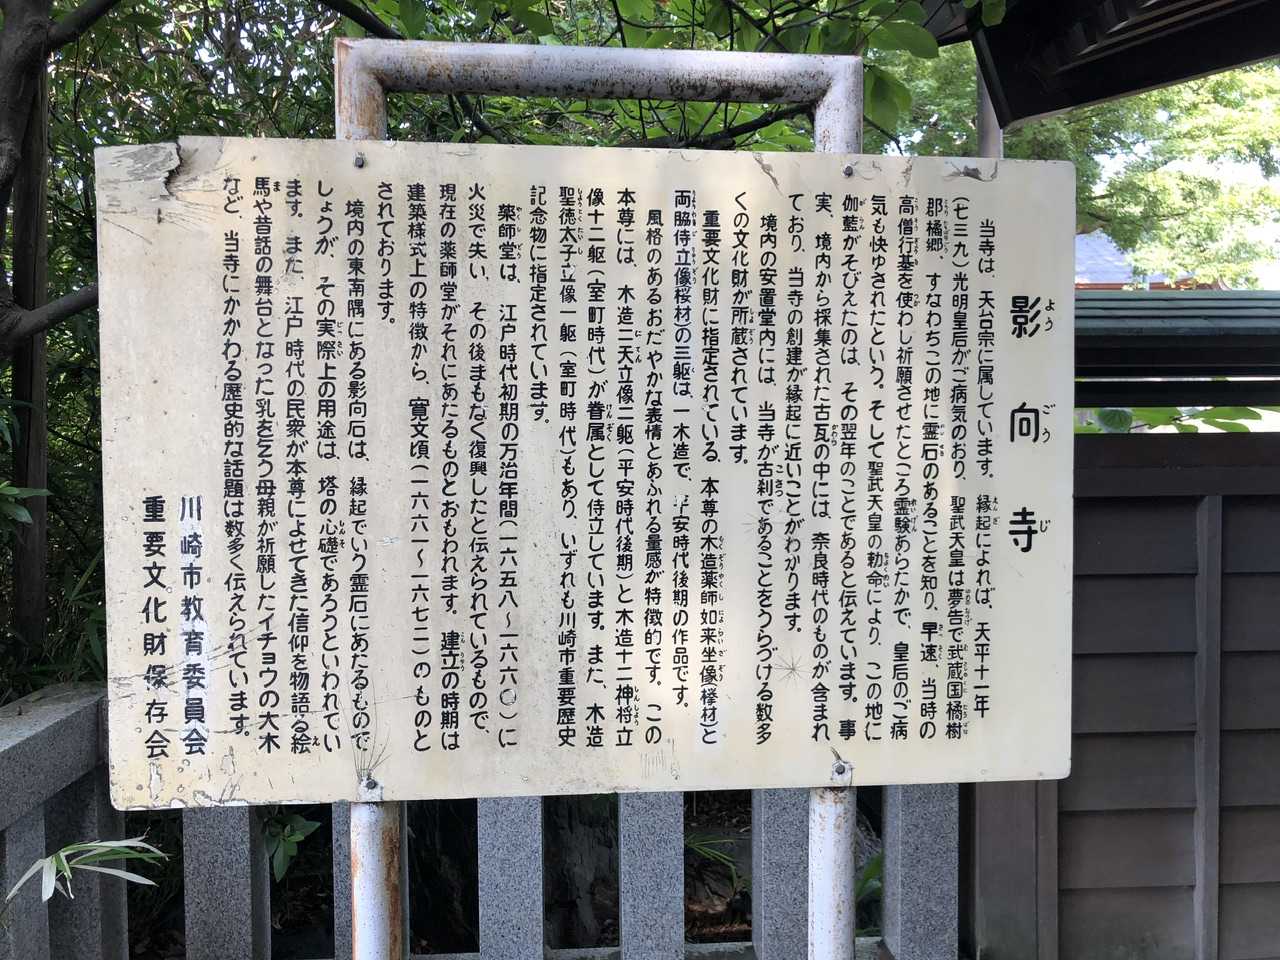 影向寺
当寺は、天台宗に属しています。縁起によれば、天平十一年
(七三九)光明皇后がご病気のおり、聖武天皇は夢告で武蔵国橘樹
郡橘郷、すなわちこの地に霊石のあることを知り、早速、当時の
高僧行基を使わし祈願させたところ霊験あらたかで、皇后のご病
気も快ゆされたという。そして聖武天皇の勅命により、この地に
伽藍がそびえたのは、その翌年のことであると伝えています。事
実、境内から採集された古瓦の中には、奈良時代のものが含まれ
ており、当寺の創建が縁起に近いことがわかります。
境内の安置堂内には、当寺が古刹であることをうらづける数多
くの文化財が所蔵されています。
重要文化財に指定されている、本尊の木造薬師如来坐像(欅材)と
両脇侍立像(桜材)の三躯は、一木造で、平安時代後期の作品です。
風格のあるおだやかな表情とあふれる量感が特徴的です。この
本尊には、木造二天立像二躯(平安時代後期)と木造十二神将立
像十二躯(室町時代)が眷属として侍立しています。また、木造
聖徳太子立像一躯(室町時代)もあり、いずれも川崎市重要歴史
記念物に指定されています。
薬師堂は、江戸時代初期の万治年間(一六五八〜一六六〇)に
火災で失い、その後まもなく復興したと伝えられているもので、
現在の薬師堂がそれにあたるものとおもわれます。建立の時期は
建築様式上の特徴から、寛文頃(一六六一〜一六七二)のものと
されております。
境内の東南隅にある影向石は、縁起でいう霊石にあたるもので
しょうが、その実際上の用途は、塔の心礎であろうといわれてい
ます。また、江戸時代の民衆が本尊によせてきた信仰を物語る絵
馬や昔話の舞台となった乳をこう母親が祈願したイチョウの大木
など、当寺にかかわる歴史的な話題は数多く伝えられています。
川崎市教育委員会
重要文化財保存会